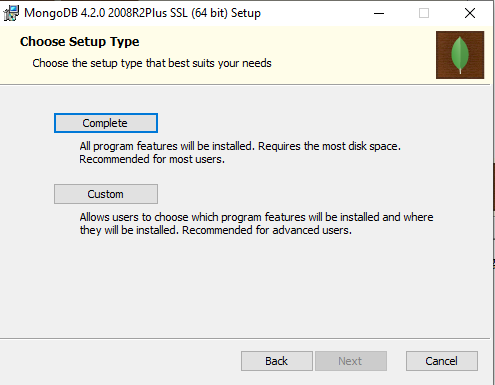 MongoDB 4.2.0 2008R2Plus SSL (64 bit) Setup
Choose Setup Type
Choose the setup type that best suits your needs
Complete
All program features will be installed. Requires the most disk space.
Recommended for most users.
Custom
Allows users to choose which program features will be installed and where
they will be installed. Recommended for advanced users.
Back
Next
Cancel